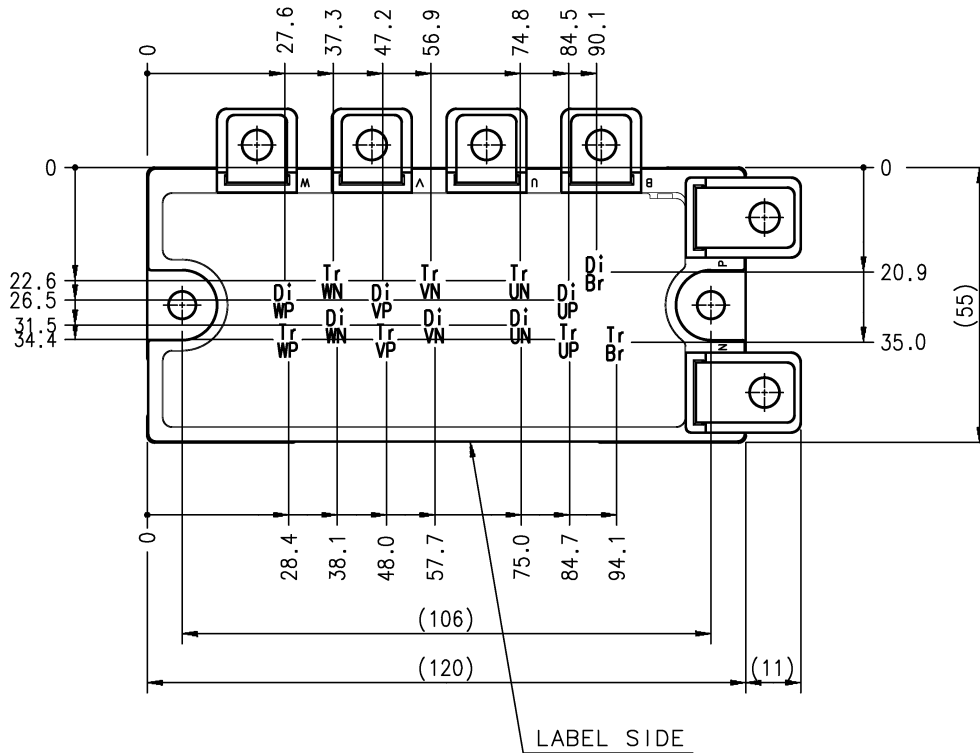 0
27.6
37.3
47.2
56.9
74.8
84.5
90.1
0
0
W
V
U
B
P
N
22.6
26.5
31.5
34.4
20.9
35.0
(55)
Di
Br
Tr
WN
Tr
VN
Tr
UN
Di
WP
Di
VP
Di
UP
Di
WN
Di
VN
Di
UN
Tr
WP
Tr
VP
Tr
UP
Tr
Br
0
28.4
38.1
48.0
57.7
75.0
84.7
94.1
(106)
(120)
(11)
LABEL SIDE